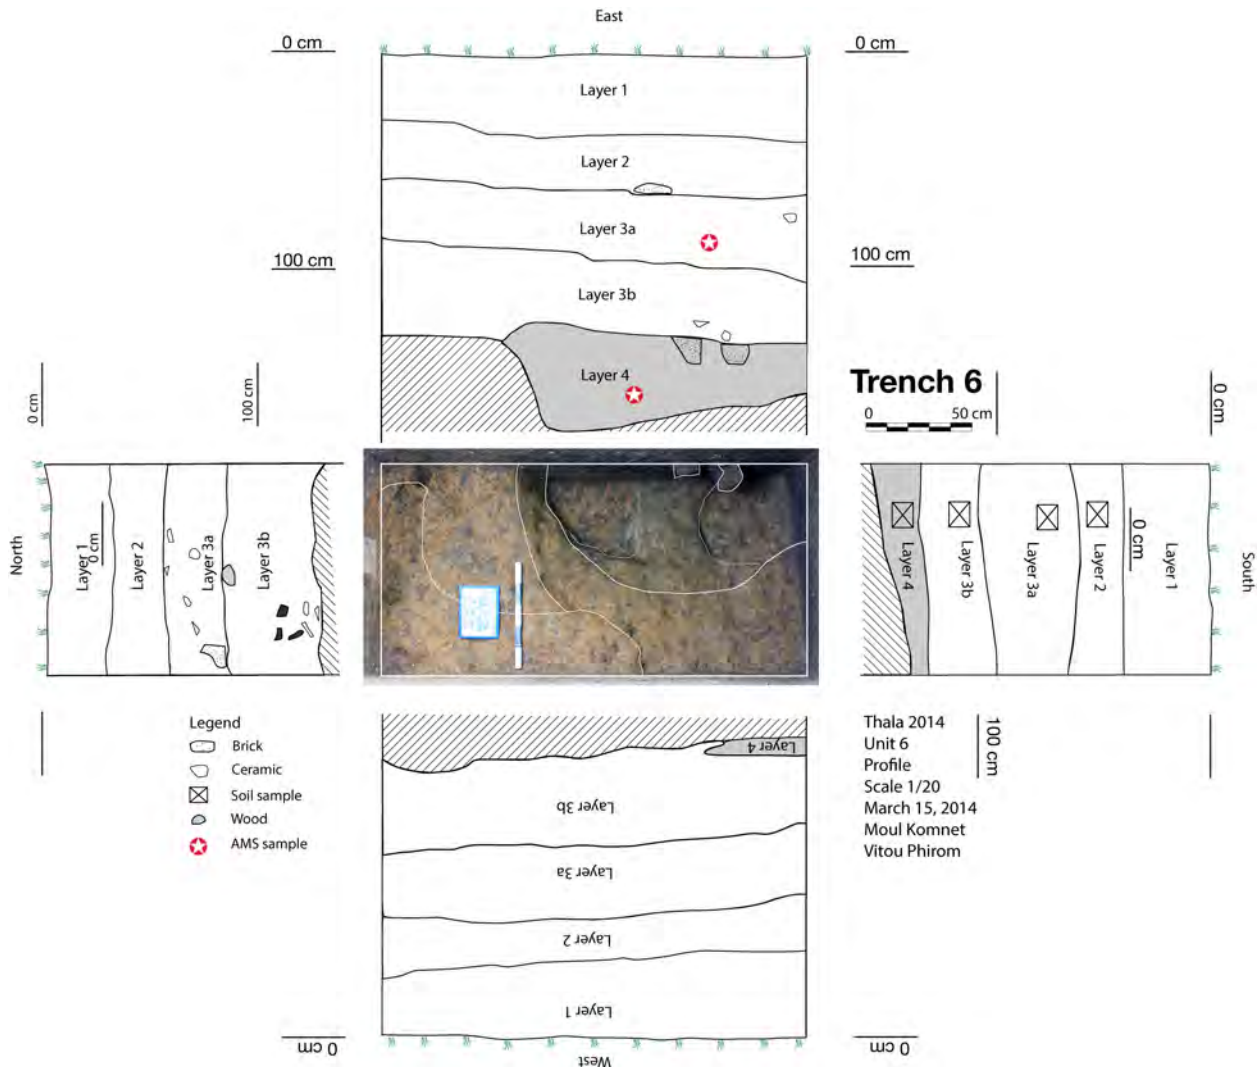 East
0 cm
0 cm
Layer 1
Layer 2
Layer 3a
100 cm
100 cm
Layer 3b
Layer 4
0 cm
100 cm
Trench 6
0 50 cm
0 cm
North
Layer 1
0 cm
Layer 2
Layer 3a
Layer 3b
Layer 4
Layer 3b
Layer 3a
Layer 2
0 cm
Layer 1
South
Legend
Brick
Ceramic
Soil sample
Wood
AMS sample
Layer 4
Layer 3b
Layer 3a
Layer 2
Layer 1
0 cm
0 cm
West
Thala 2014
Unit 6
Profile
Scale 1/20
March 15, 2014
Moul Komnet
Vitou Phirom
100 cm